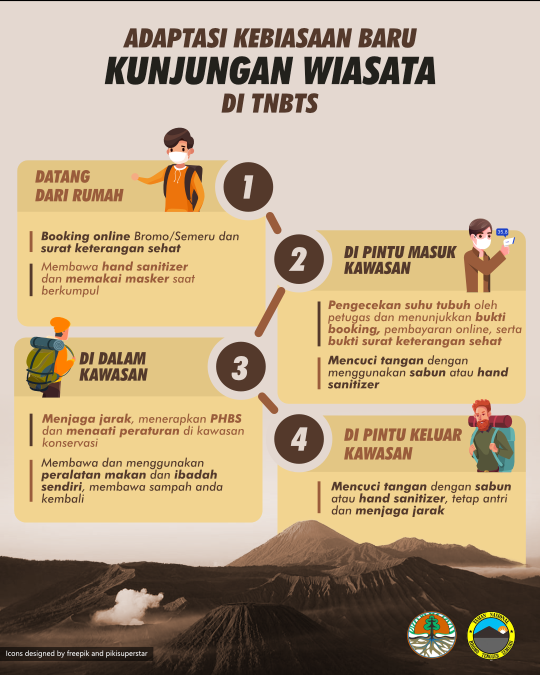 ADAPTASI KEBIASAAN BARU
KUNJUNGAN WIASATA
DI TNBTS
1
DATANG
DARI RUMAH
Booking online Bromo/Semeru dan
surat keterangan sehat
Membawa hand sanitizer
dan memakai masker saat
berkumpul
2
DI PINTU MASUK
KAWASAN
35,8
Pengecekan suhu tubuh oleh
petugas dan menunjukkan bukti
booking, pembayaran online, serta
bukti surat keterangan sehat
Mencuci tangan dengan
menggunakan sabun atau hand
sanitizer
3
DI DALAM
KAWASAN
Menjaga jarak, menerapkan PHBS
dan menaati peraturan di kawasan
konservasi
Membawa dan menggunakan
peralatan makan dan ibadah
sendiri, membawa sampah anda
kembali
4
DI PINTU KELUAR
KAWASAN
Mencuci tangan dengan sabun
atau hand sanitizer, tetap antri
dan menjaga jarak
TAMAN NASIONAL
BROMO TENGGER SEMERU
Icons designed by freepik and pikisuperstar